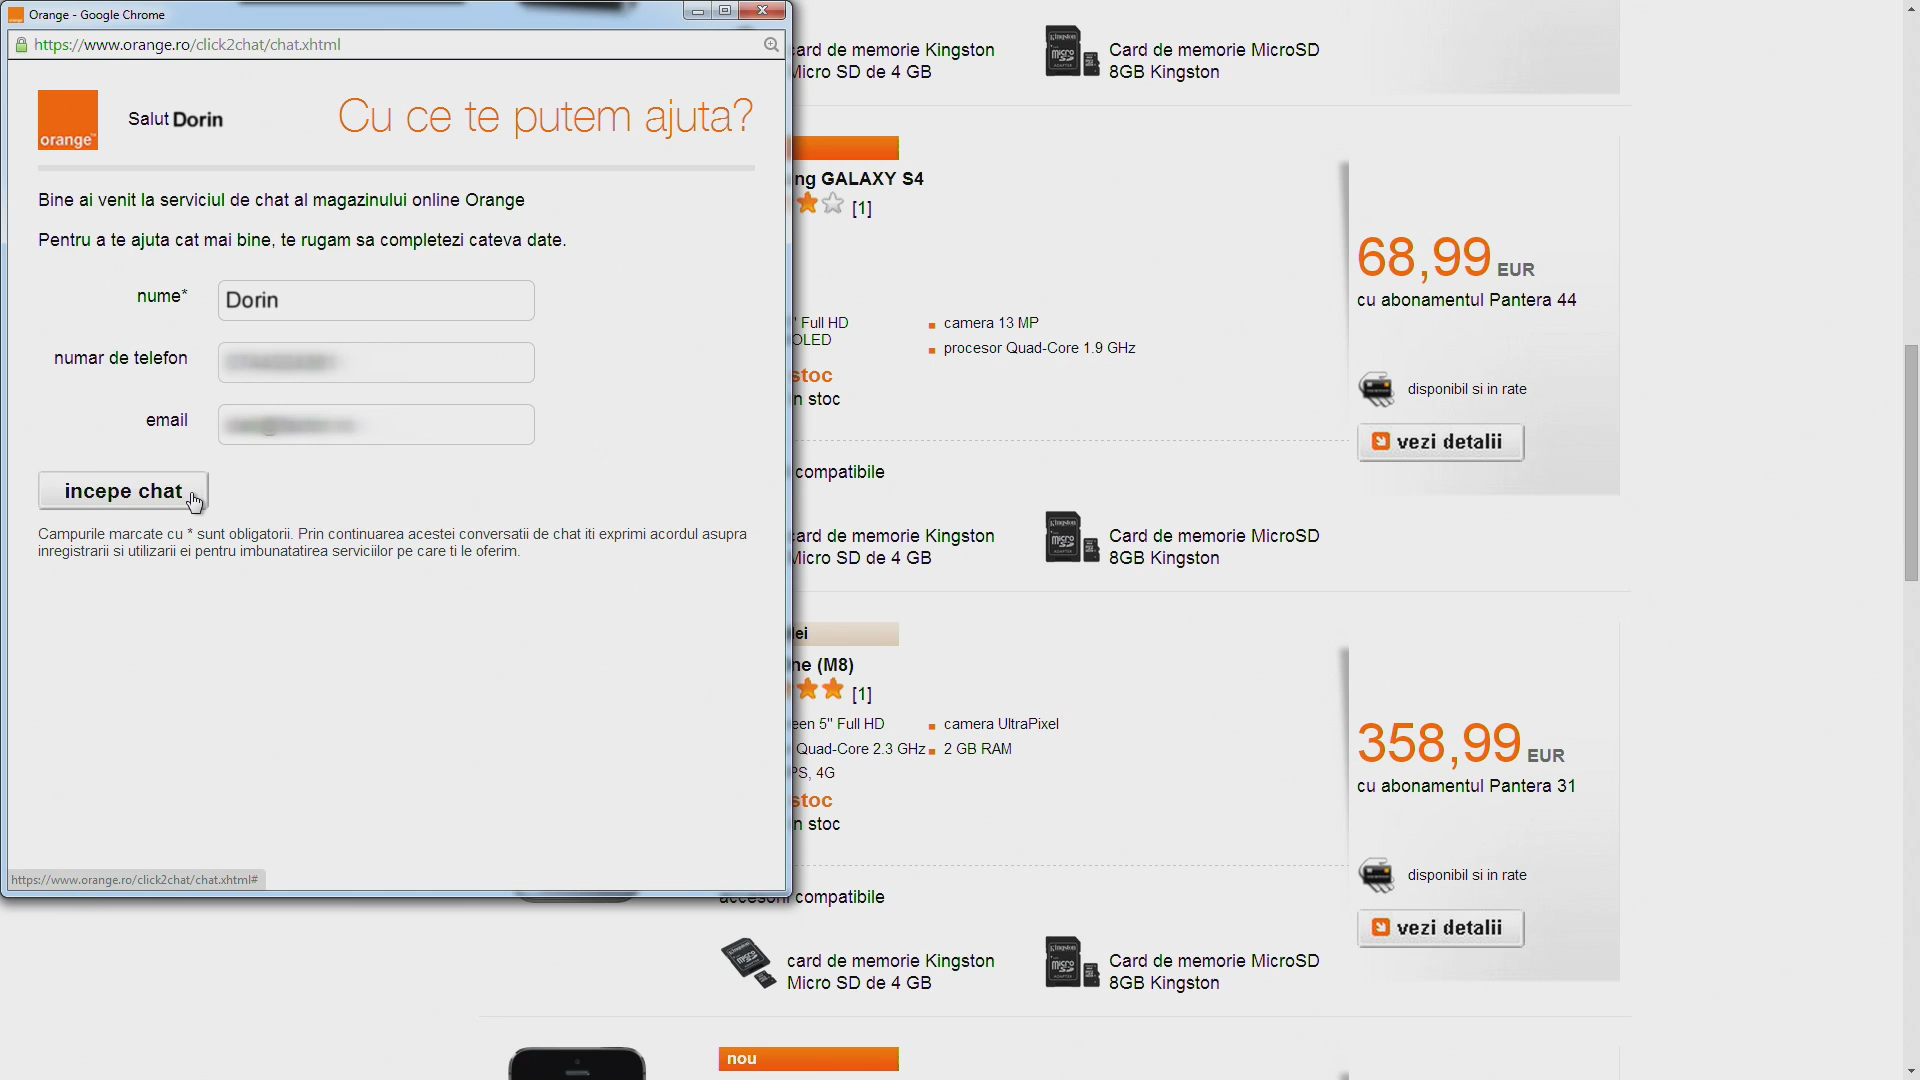 Orange - Google Chrome
https://www.orange.ro/click2chat/chat.xhtml
orange™
Salut Dorin
Cu ce te putem ajuta?
Bine ai venit la serviciul de chat al magazinului online Orange
Pentru a te ajuta cat mai bine, te rugam sa completezi cateva date.
nume*
Dorin
numar de telefon
email
incepe chat
Campurile marcate cu * sunt obligatorii. Prin continuarea acestei conversatii de chat iti exprimi acordul asupra
inregistrarii si utilizarii ei pentru imbunatatirea serviciilor pe care ti le oferim.
https://www.orange.ro/click2chat/chat.xhtml#
card de memorie Kingston
Micro SD de 4 GB
Card de memorie MicroSD
8GB Kingston
ng GALAXY S4
[1]
" Full HD
OLED
camera 13 MP
procesor Quad-Core 1.9 GHz
stoc
n stoc
68,99 EUR
cu abonamentul Pantera 44
disponibil si in rate
vezi detalii
compatibile
card de memorie Kingston
Micro SD de 4 GB
Card de memorie MicroSD
8GB Kingston
lei
ne (M8)
[1]
een 5" Full HD
Quad-Core 2.3 GHz
PS, 4G
camera UltraPixel
2 GB RAM
stoc
n stoc
358,99 EUR
cu abonamentul Pantera 31
disponibil si in rate
vezi detalii
accesorii compatibile
card de memorie Kingston
Micro SD de 4 GB
Card de memorie MicroSD
8GB Kingston
nou